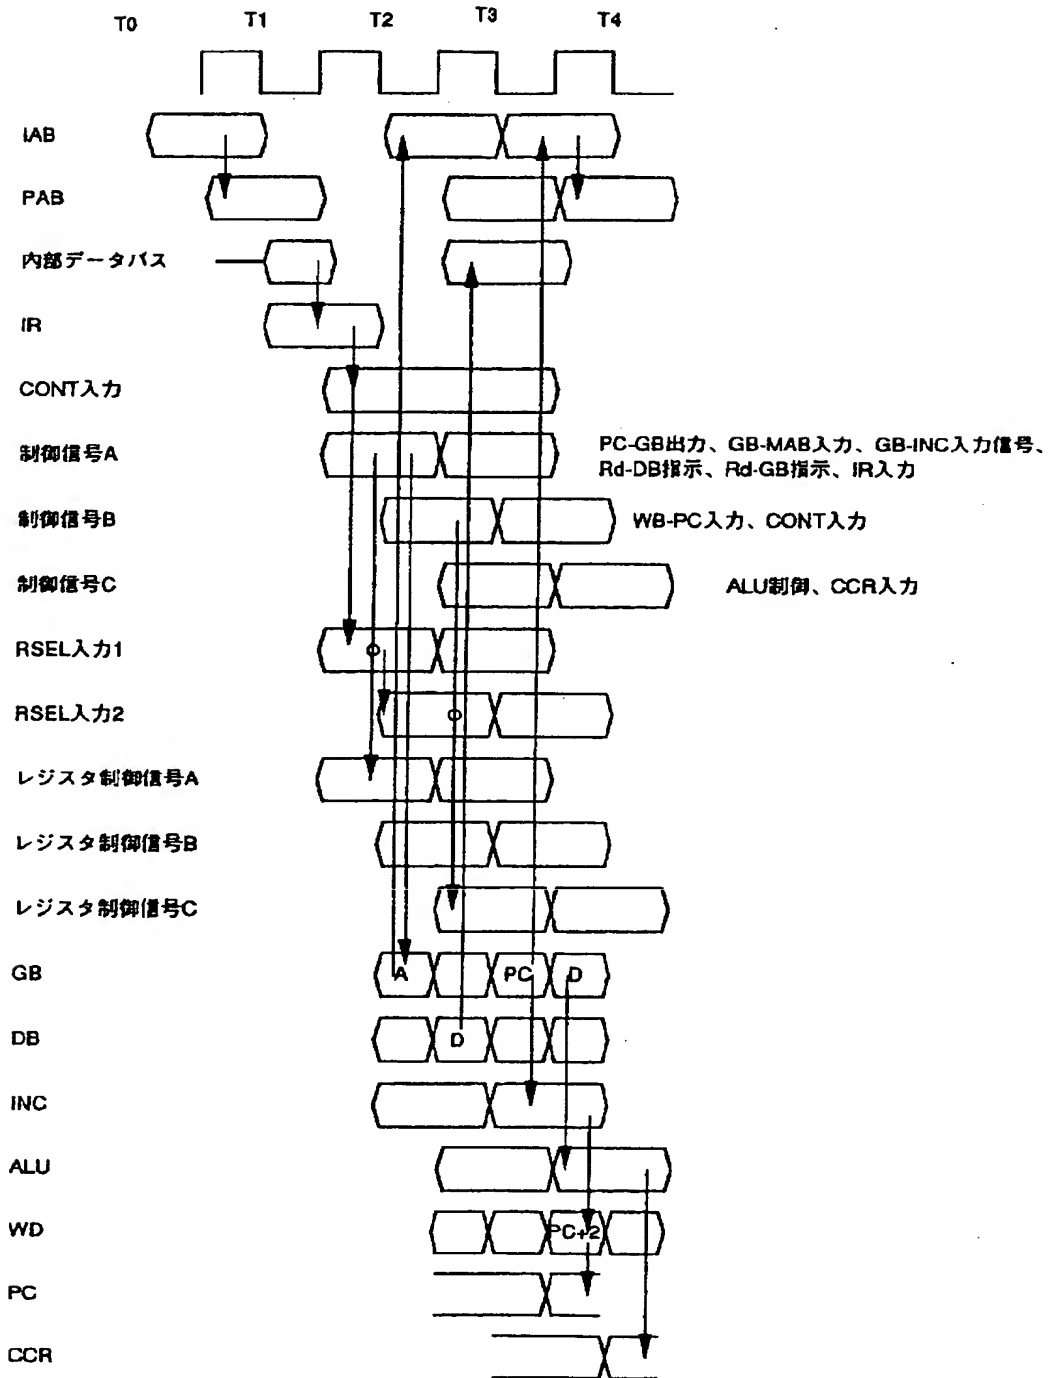 T0 T1 T2 T3 T4
IAB
PAB
内部データバス
IR
CONT入力
制御信号A
PC-GB出力、GB-MAB入力、GB-INC入力信号、
Rd-DB指示、Rd-GB指示、IR入力
制御信号B
WB-PC入力、CONT入力
制御信号C
ALU制御、CCR入力
RSEL入力1
RSEL入力2
レジスタ制御信号A
レジスタ制御信号B
レジスタ制御信号C
GB A PC D
DB D
INC
ALU
WD PC+2
PC
CCR